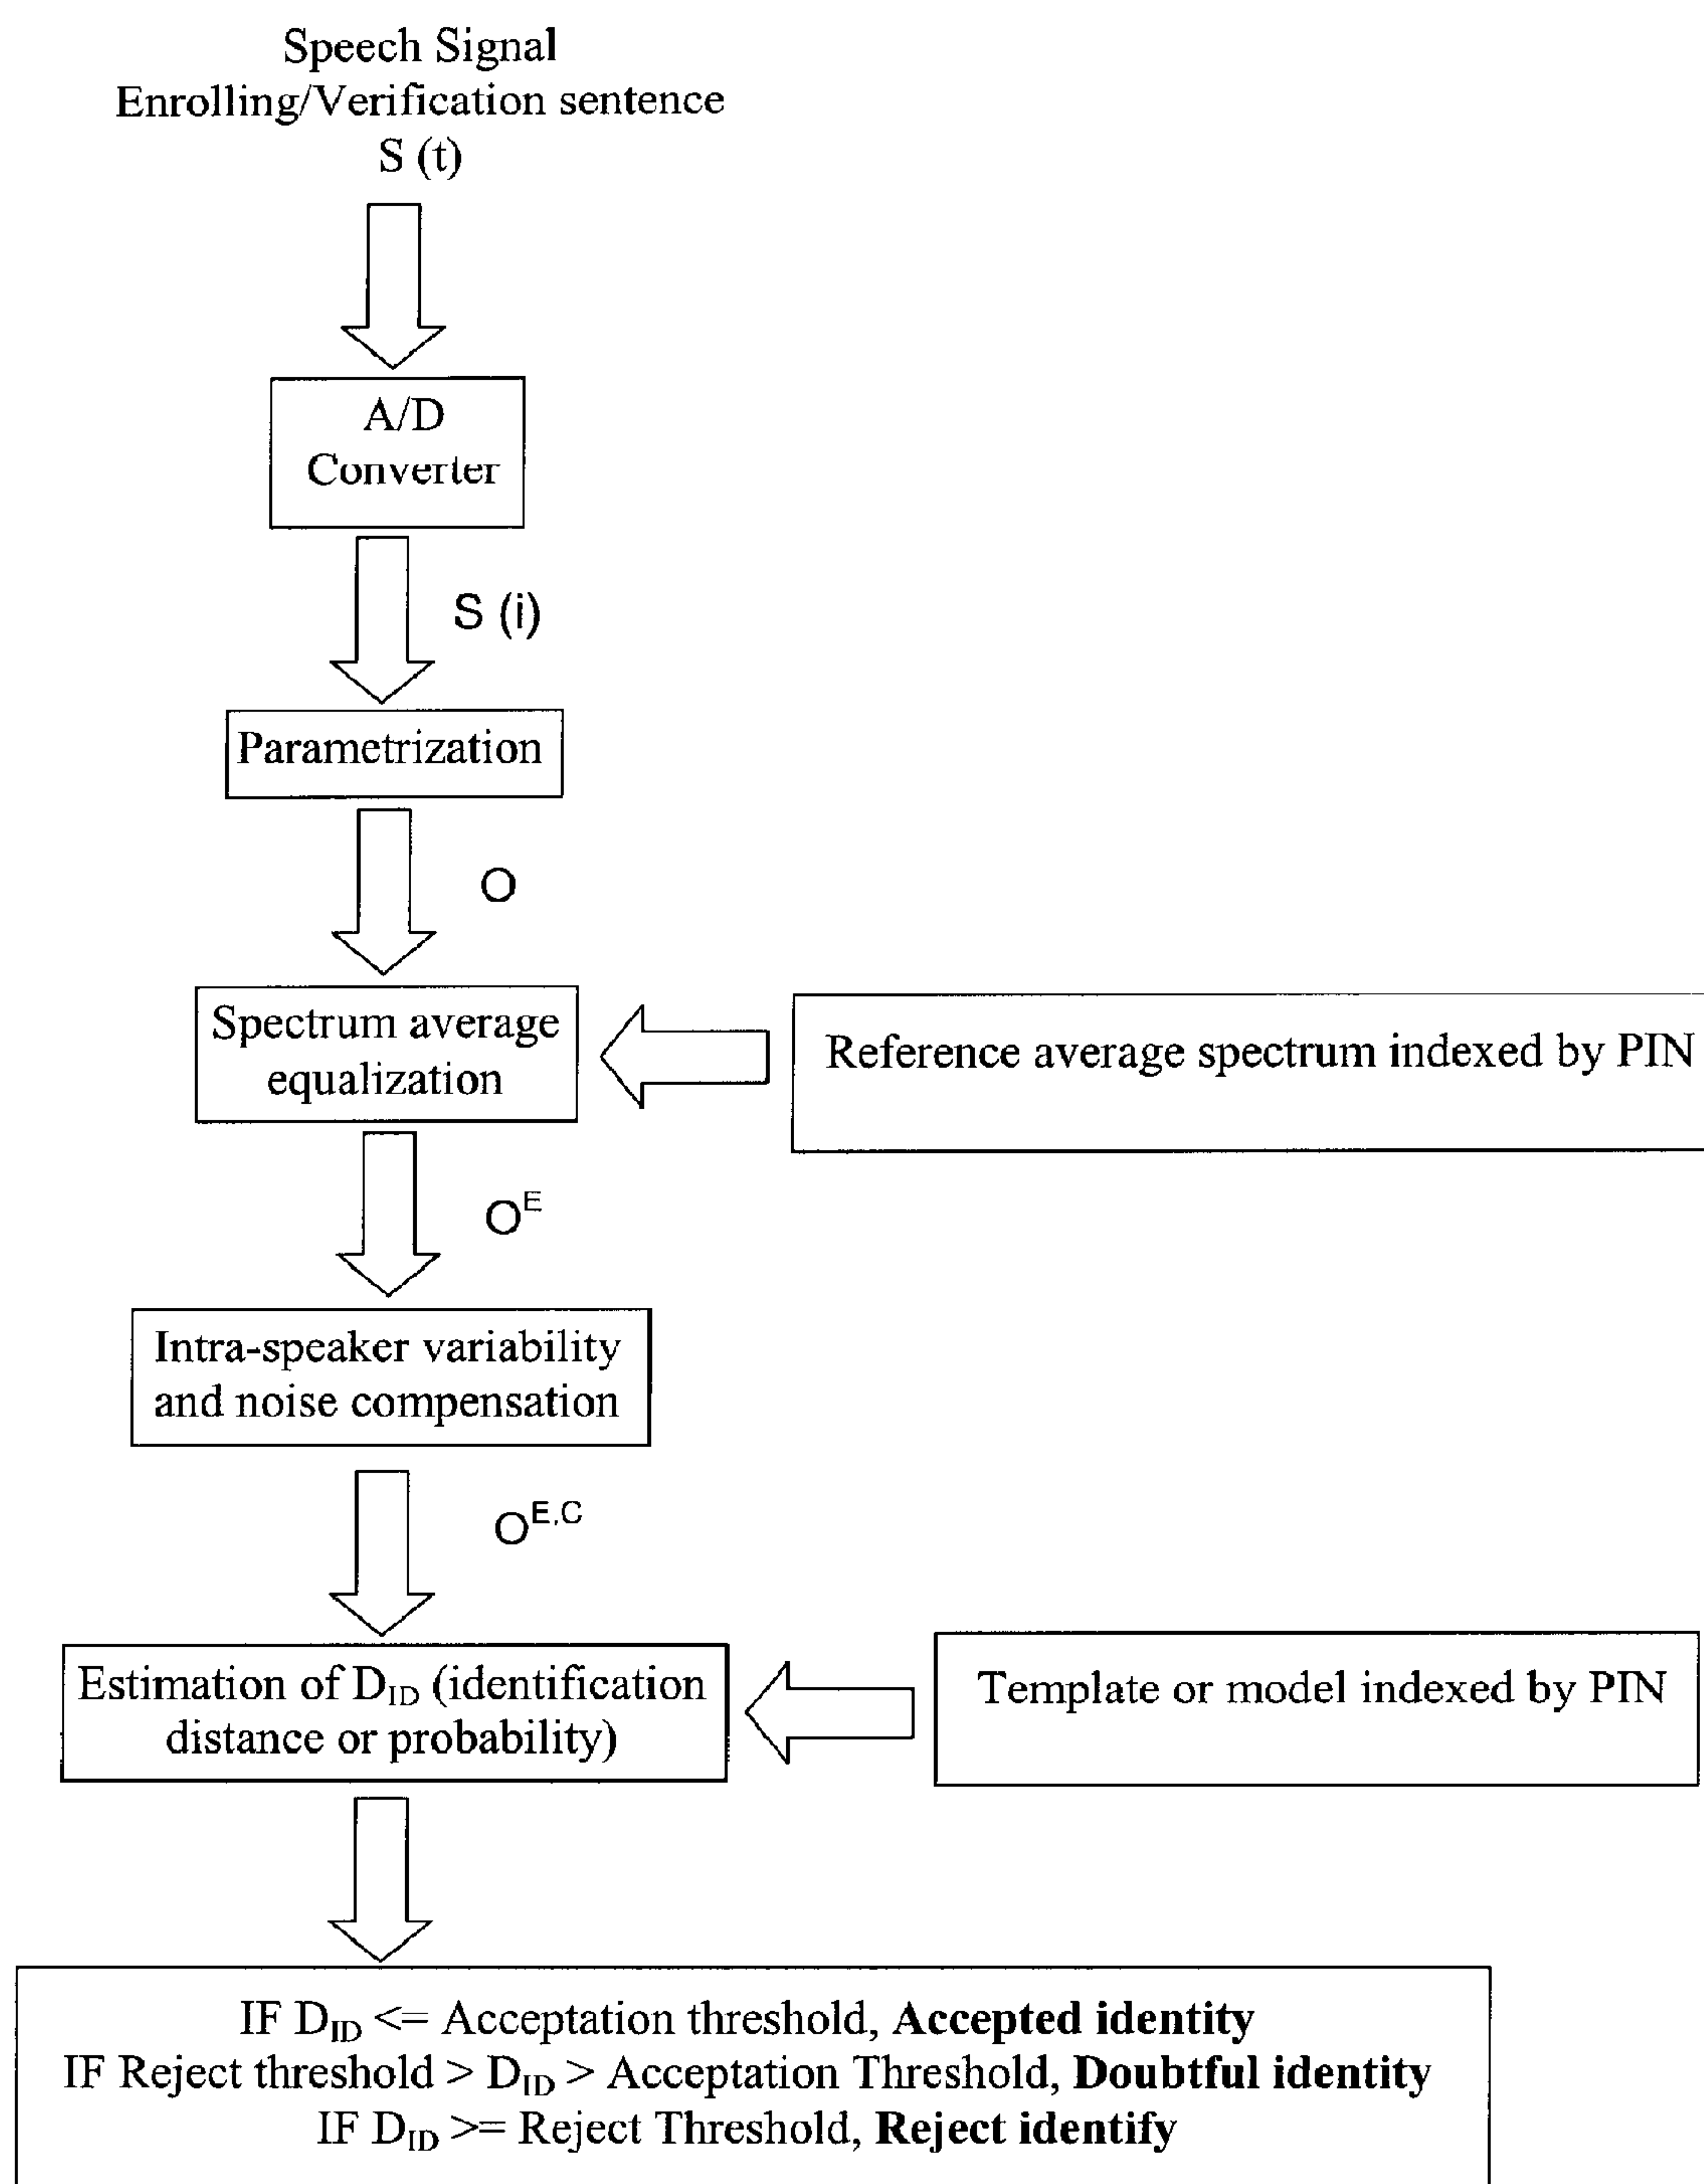 Speech Signal
Enrolling/Verification sentence
S (t)
A/D
Converter
S (i)
Parametrization
O
Spectrum average
equalization
Reference average spectrum indexed by PIN
O^E
Intra-speaker variability
and noise compensation
O^E,C
Estimation of D_ID (identification
distance or probability)
Template or model indexed by PIN
IF D_ID <= Acceptation threshold, Accepted identity
IF Reject threshold > D_ID > Acceptation Threshold, Doubtful identity
IF D_ID >= Reject Threshold, Reject identify